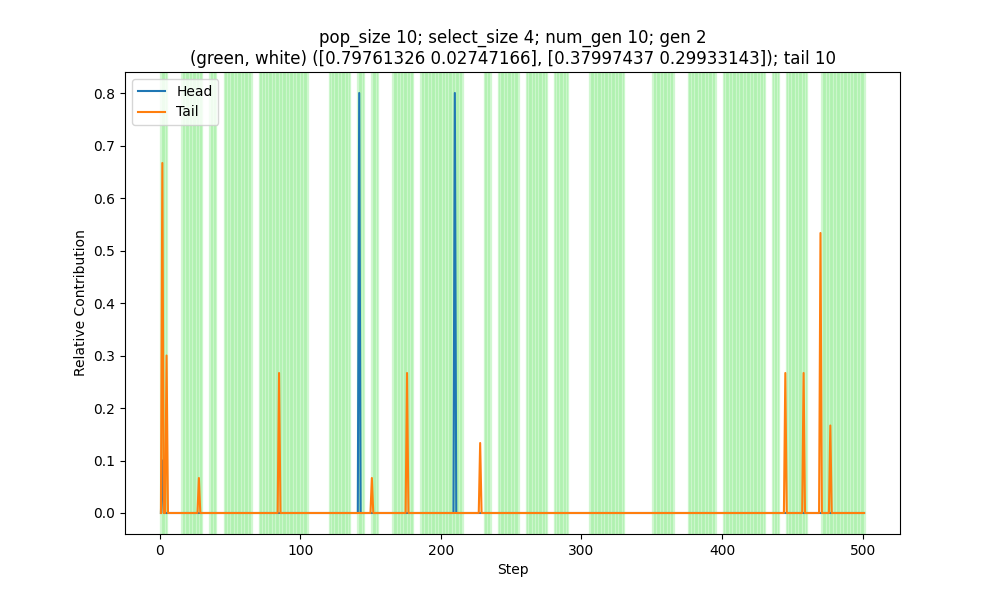 pop_size 10; select_size 4; num_gen 10; gen 2
(green, white) ([0.79761326 0.02747166], [0.37997437 0.29933143]); tail 10
Head
Tail
Relative Contribution
0.8
0.7
0.6
0.5
0.4
0.3
0.2
0.1
0.0
0 100 200 300 400 500
Step